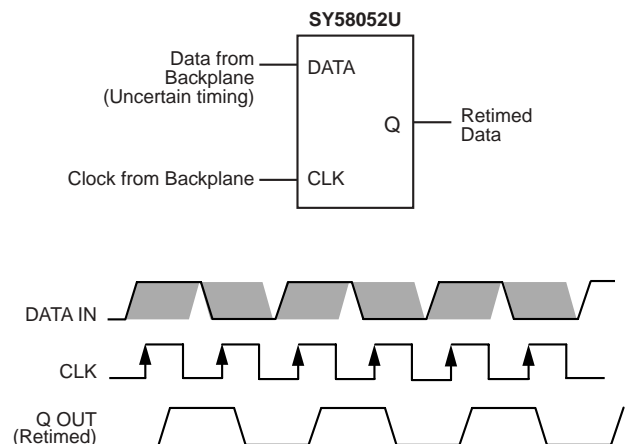 SY58052U
Data from
Backplane
(Uncertain timing)
DATA
Q
Retimed
Data
Clock from Backplane
CLK
DATA IN
CLK
Q OUT
(Retimed)